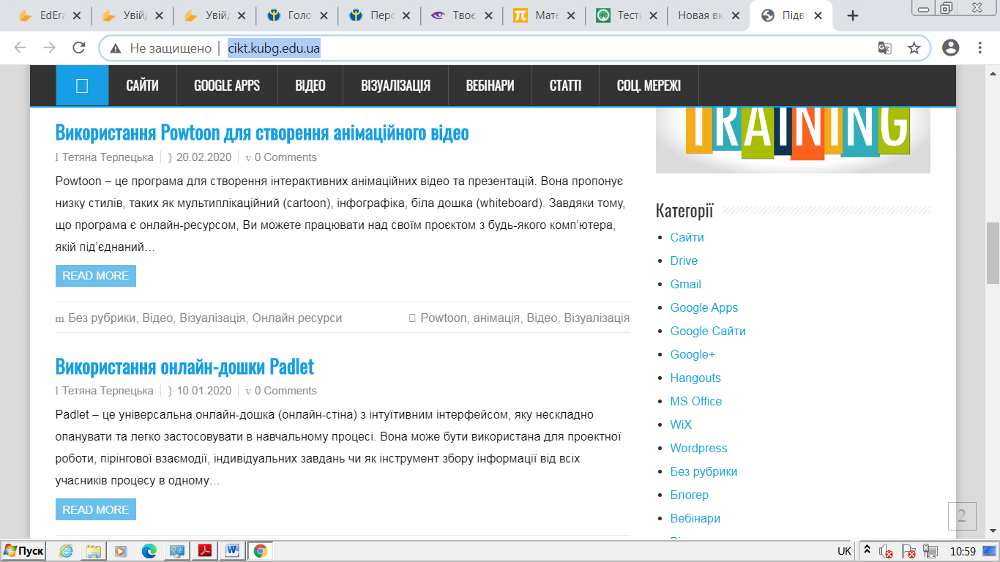 EdEra
Увійд
Увійд
Голо
Перс
Твоє
Мате
Тести
Новая вк
Підви
Не защищено | cikt.kubg.edu.ua
САЙТИ GOOGLE APPS ВІДЕО ВІЗУАЛІЗАЦІЯ ВЕБІНАРИ СТАТТІ СОЦ. МЕРЕЖІ
Використання Powtoon для створення анімаційного відео
l Тетяна Терлецька } 20.02.2020 v 0 Comments
Powtoon – це програма для створення інтерактивних анімаційних відео та презентацій. Вона пропонує
низку стилів, таких як мультиплікаційний (cartoon), інфографіка, біла дошка (whiteboard). Завдяки тому,
що програма є онлайн-ресурсом, Ви можете працювати над своїм проєктом з будь-якого комп’ютера,
якій під’єднаний…
READ MORE
m Без рубрики, Відео, Візуалізація, Онлайн ресурси
Powtoon, анімація, Відео, Візуалізація
Використання онлайн-дошки Padlet
l Тетяна Терлецька } 10.01.2020 v 0 Comments
Padlet – це універсальна онлайн-дошка (онлайн-стіна) з інтуїтивним інтерфейсом, яку нескладно
опанувати та легко застосовувати в навчальному процесі. Вона може бути використана для проектної
роботи, пірінгової взаємодії, індивідуальних завдань чи як інструмент збору інформації від всіх
учасників процесу в одному…
READ MORE
TRAINING
Категорії
Сайти
Drive
Gmail
Google Apps
Google Сайти
Google+
Hangouts
MS Office
WiX
Wordpress
Без рубрики
Блогер
Вебінари
2
Пуск
UK
10:59